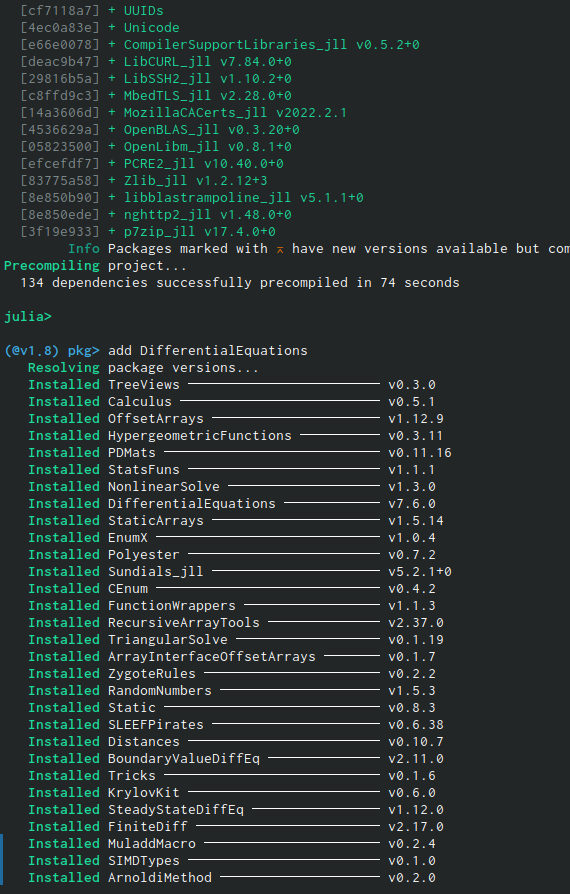 [cf7118a7] + UUIDs
[4ec0a83e] + Unicode
[e66e0078] + CompilerSupportLibraries_jll v0.5.2+0
[deac9b47] + LibCURL_jll v7.84.0+0
[29816b5a] + LibSSH2_jll v1.10.2+0
[c8ffd9c3] + MbedTLS_jll v2.28.0+0
[14a3606d] + MozillaCACerts_jll v2022.2.1
[4536629a] + OpenBLAS_jll v0.3.20+0
[05823500] + OpenLibm_jll v0.8.1+0
[efcefdf7] + PCRE2_jll v10.40.0+0
[83775a58] + Zlib_jll v1.2.12+3
[8e850b90] + libblastrampoline_jll v5.1.1+0
[8e850ede] + nghttp2_jll v1.48.0+0
[3f19e933] + p7zip_jll v17.4.0+0
Info Packages marked with ⌅ have new versions available but com
Precompiling project...
134 dependencies successfully precompiled in 74 seconds
julia>
(@v1.8) pkg> add DifferentialEquations
Resolving package versions...
Installed TreeViews ──────────────────────── v0.3.0
Installed Calculus ───────────────────────── v0.5.1
Installed OffsetArrays ───────────────────── v1.12.9
Installed HypergeometricFunctions ────────── v0.3.11
Installed PDMats ─────────────────────────── v0.11.16
Installed StatsFuns ──────────────────────── v1.1.1
Installed NonlinearSolve ─────────────────── v1.3.0
Installed DifferentialEquations ──────────── v7.6.0
Installed StaticArrays ───────────────────── v1.5.14
Installed EnumX ──────────────────────────── v1.0.4
Installed Polyester ──────────────────────── v0.7.2
Installed Sundials_jll ───────────────────── v5.2.1+0
Installed CEnum ──────────────────────────── v0.4.2
Installed FunctionWrappers ───────────────── v1.1.3
Installed RecursiveArrayTools ────────────── v2.37.0
Installed TriangularSolve ────────────────── v0.1.19
Installed ArrayInterfaceOffsetArrays ─────── v0.1.7
Installed ZygoteRules ────────────────────── v0.2.2
Installed RandomNumbers ──────────────────── v1.5.3
Installed Static ─────────────────────────── v0.8.3
Installed SLEEFPirates ───────────────────── v0.6.38
Installed Distances ──────────────────────── v0.10.7
Installed BoundaryValueDiffEq ────────────── v2.11.0
Installed Tricks ─────────────────────────── v0.1.6
Installed KrylovKit ──────────────────────── v0.6.0
Installed SteadyStateDiffEq ──────────────── v1.12.0
Installed FiniteDiff ─────────────────────── v2.17.0
Installed MuladdMacro ────────────────────── v0.2.4
Installed SIMDTypes ──────────────────────── v0.1.0
Installed ArnoldiMethod ──────────────────── v0.2.0